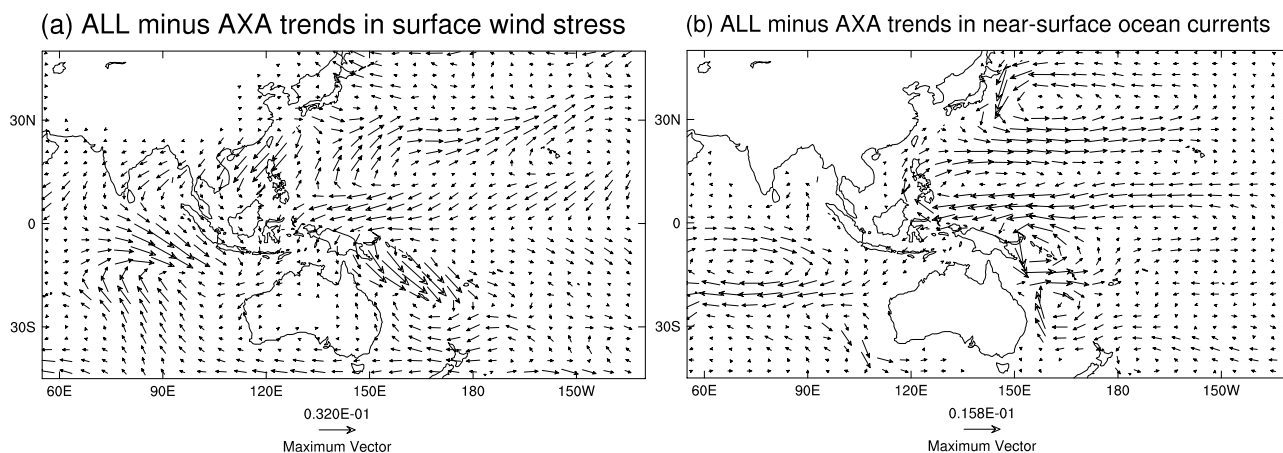 (a) ALL minus AXA trends in surface wind stress
30N
0
30S
60E 90E 120E 150E 180 150W
0.320E-01
Maximum Vector
(b) ALL minus AXA trends in near-surface ocean currents
30N
0
30S
60E 90E 120E 150E 180 150W
0.158E-01
Maximum Vector